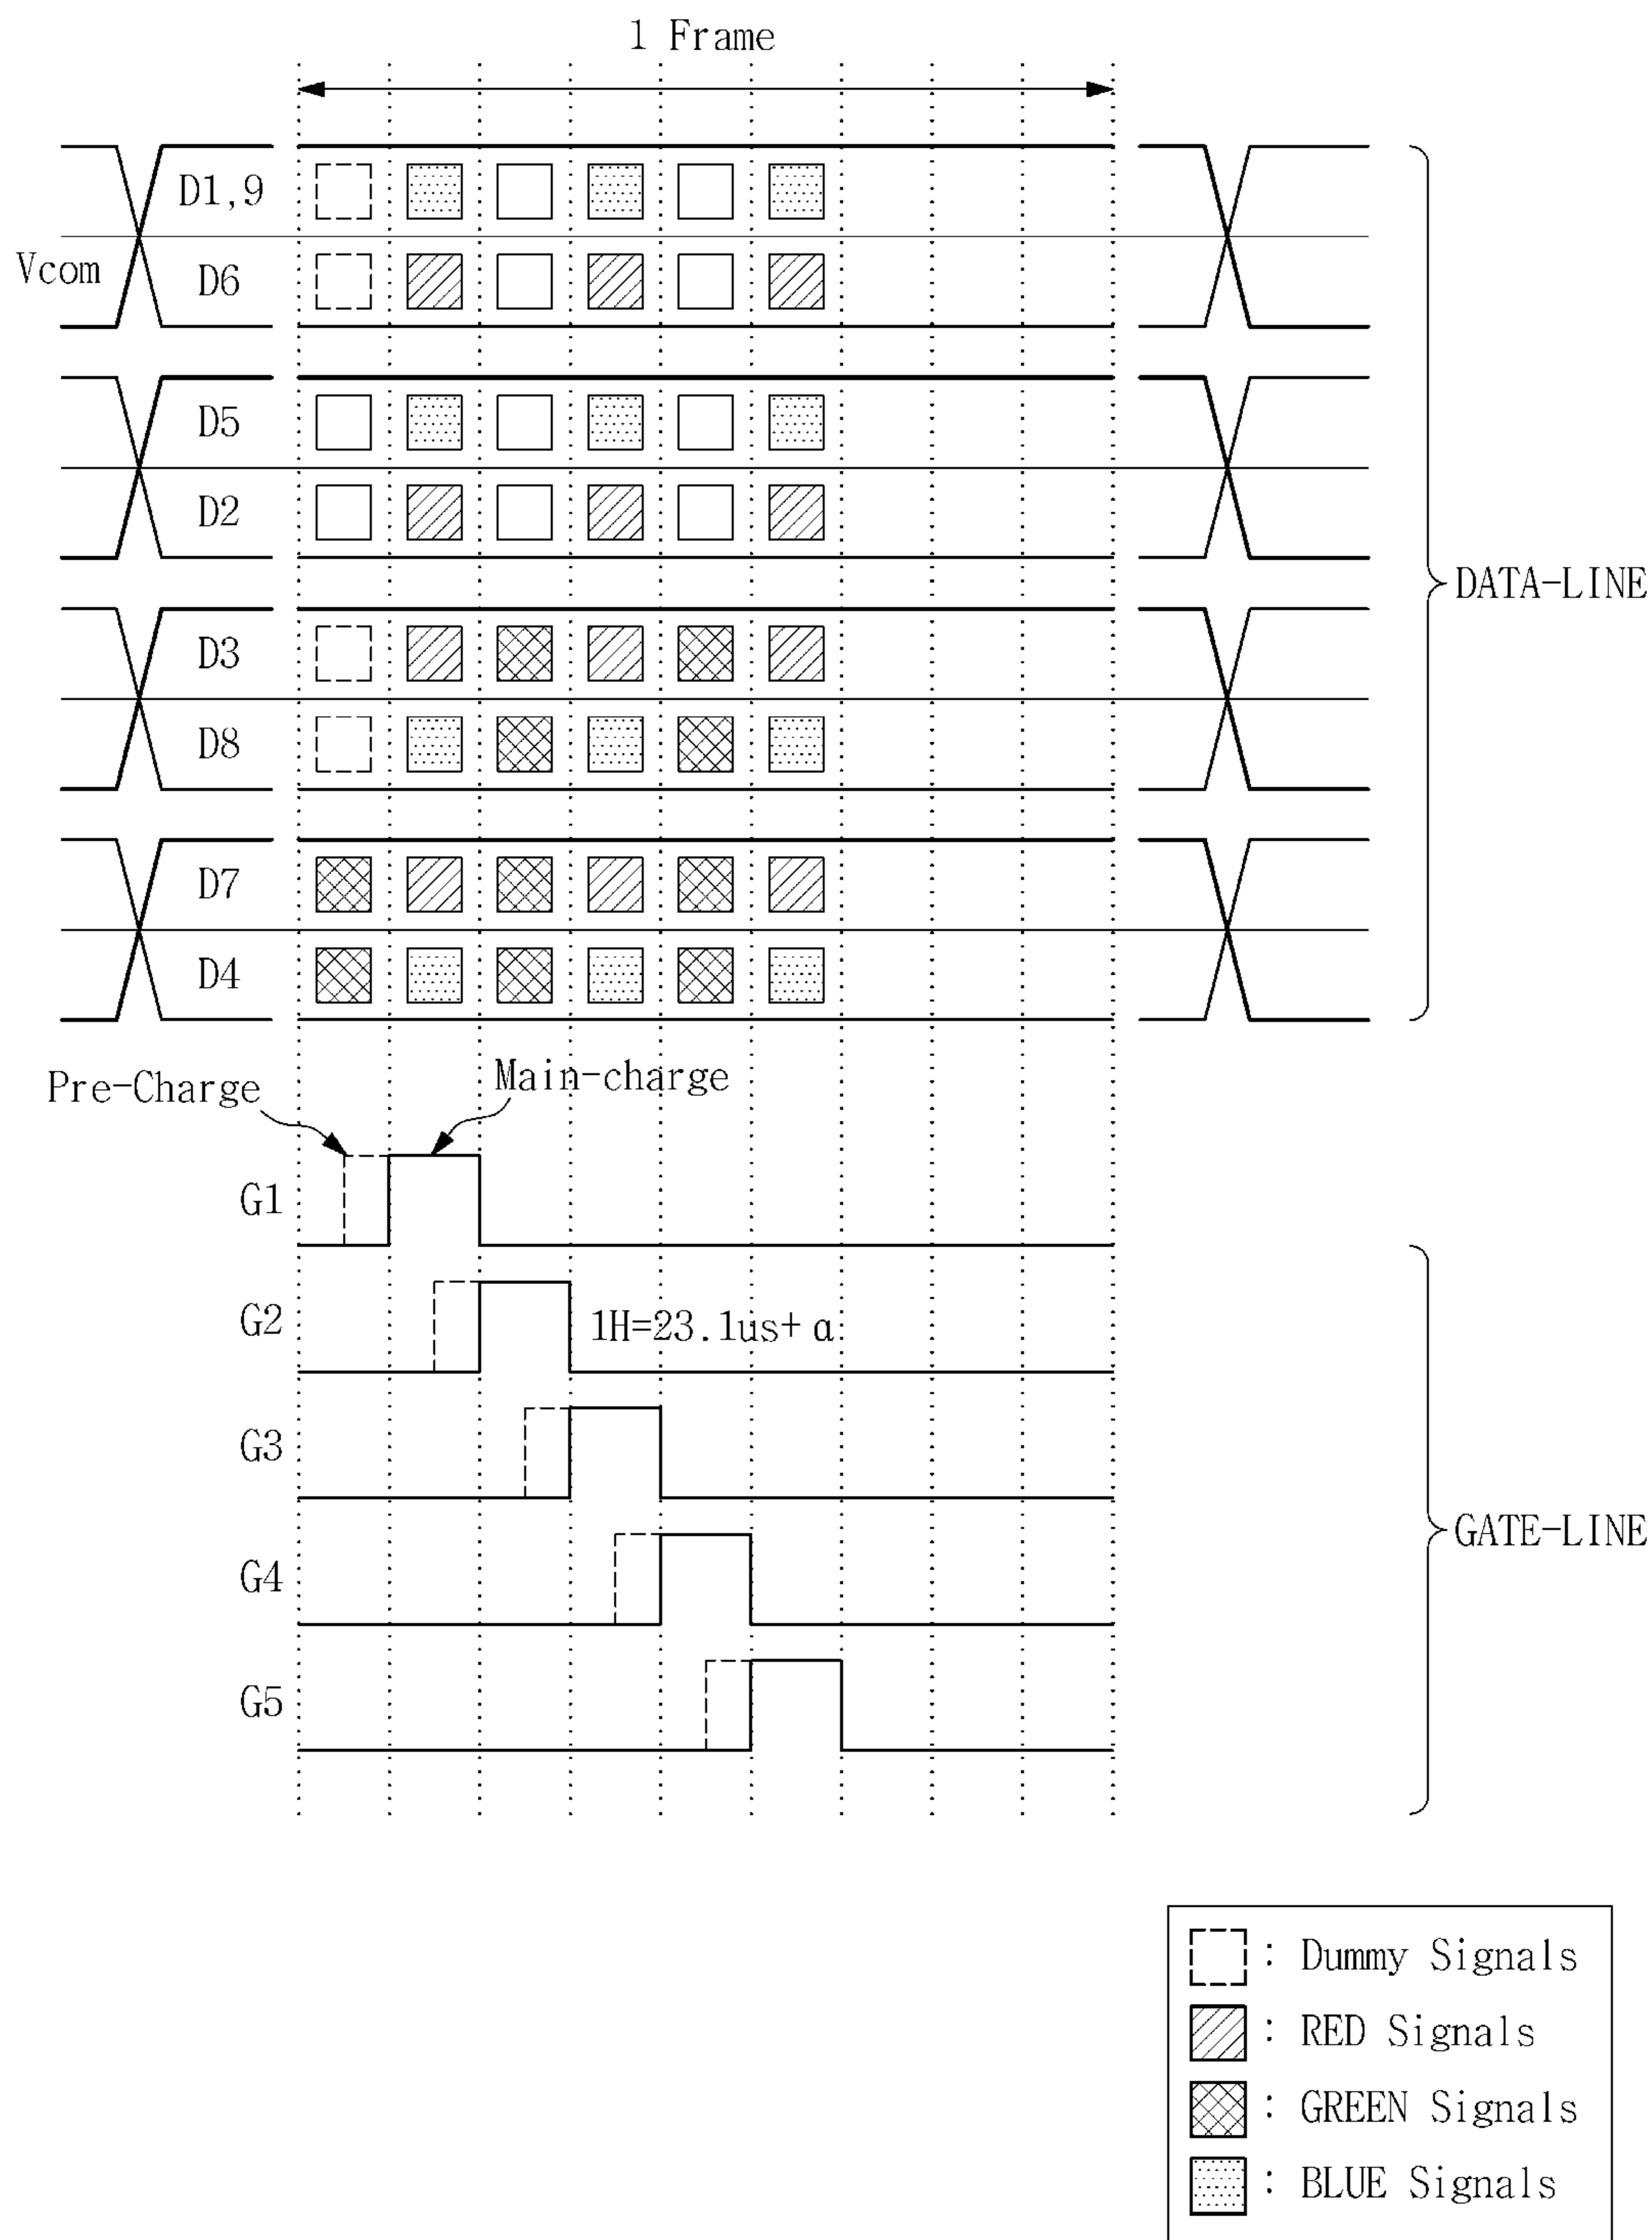 1 Frame
D1,9
Vcom
D6
D5
D2
DATA-LINE
D3
D8
D7
D4
Pre-Charge
Main-charge
G1
G2
1H=23.1us+α
G3
GATE-LINE
G4
G5
: Dummy Signals
: RED Signals
: GREEN Signals
: BLUE Signals